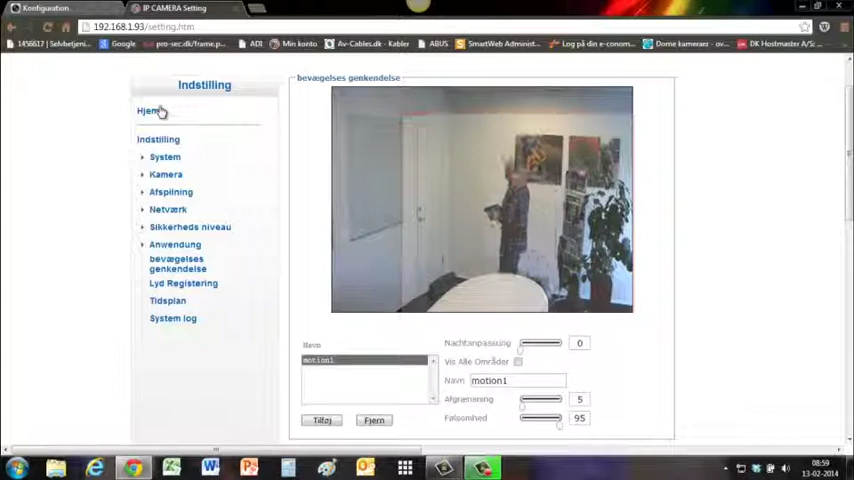 Konfiguration
IP CAMERA Setting
192.168.1.93/setting.htm
1456617 | Selvbetjeni...
Google
pro-sec.dk/frame.p...
ADI
Min konto
Av-Cables.dk - Kabler
ABUS
SmartWeb Administ...
Log på din e-conom...
Dome kameraer - ov...
DK Hostmaster A/S: ...
Indstilling
bevægelses genkendelse
Hjem
Indstilling
System
Kamera
Afspilning
Netværk
Sikkerheds niveau
Anwendung
bevægelses
genkendelse
Lyd Registering
Tidsplan
System log
Navn
motion1
Tilføj
Fjern
Nachtanpassung
0
Vis Alle Områder
Navn
motion1
Afgrænsning
5
Følsomhed
95
08:59
13-02-2014